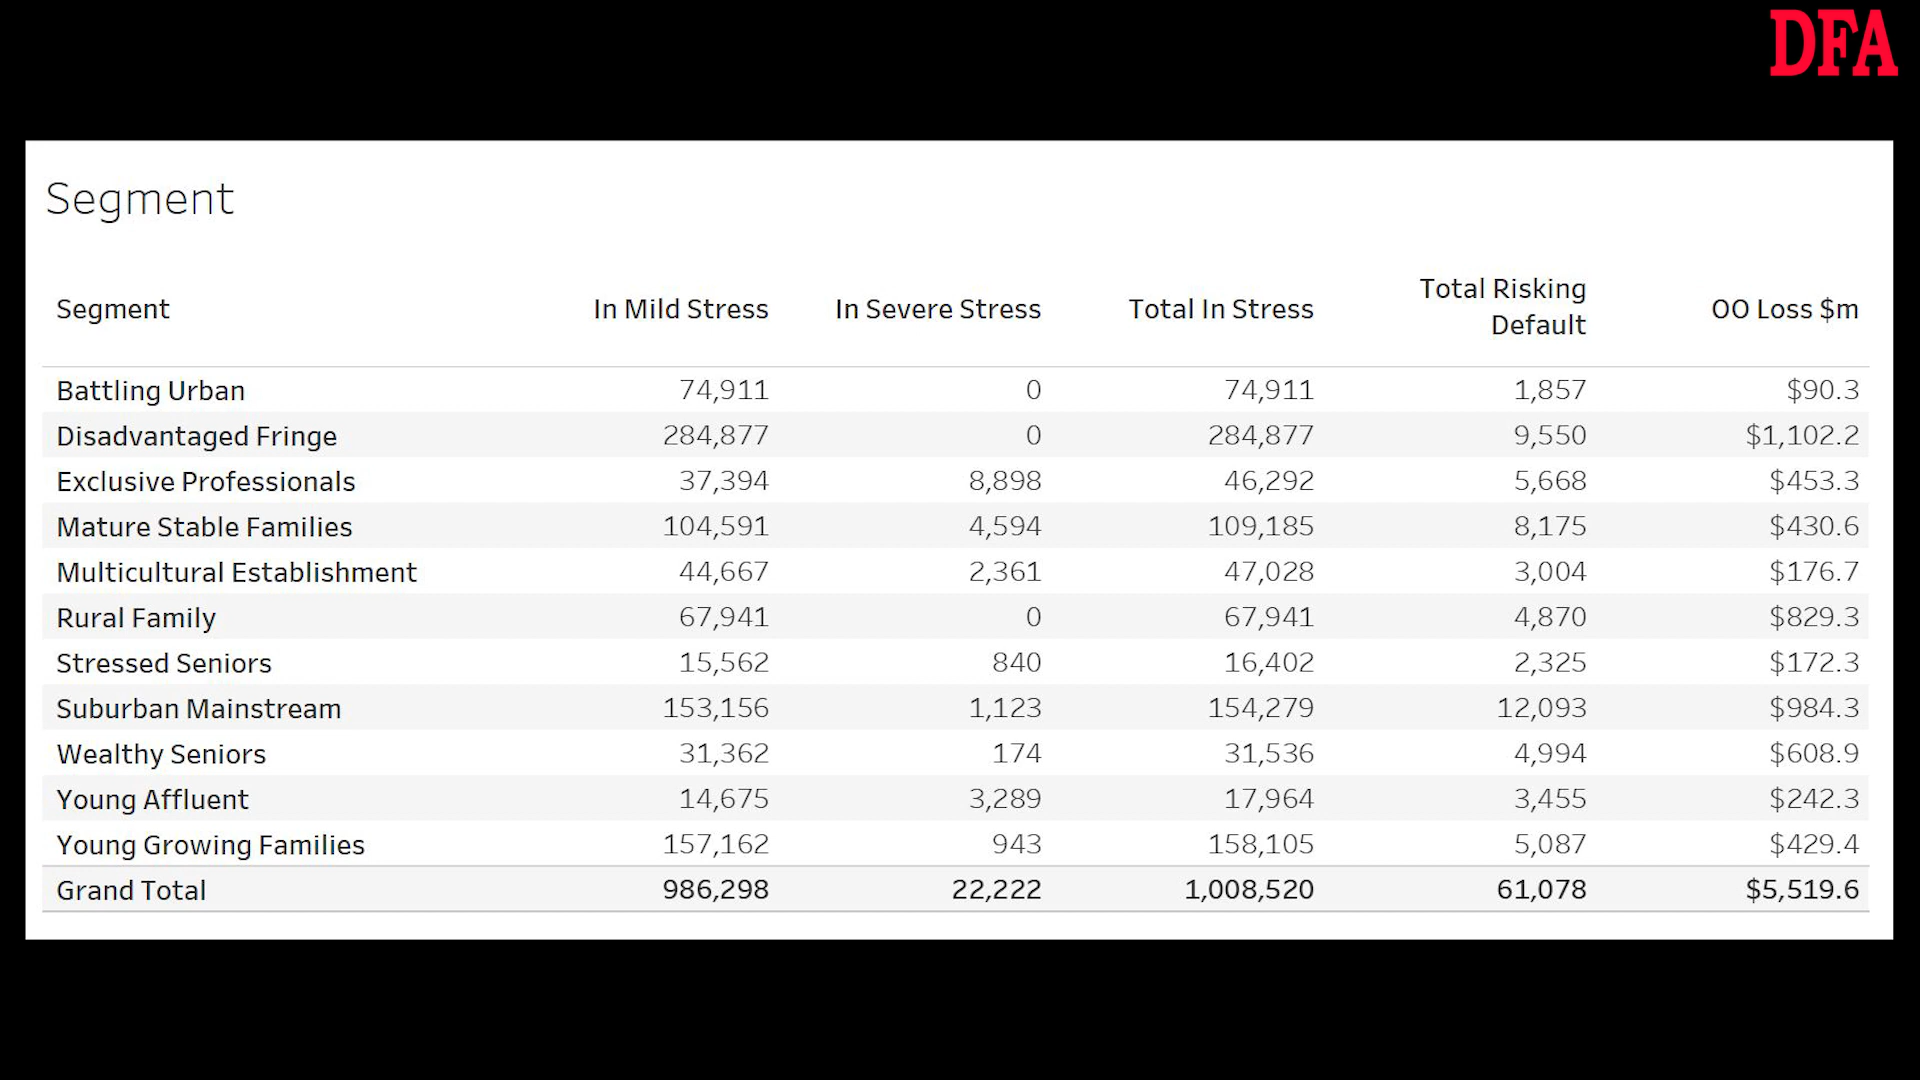 DFA
Segment
Segment In Mild Stress In Severe Stress Total In Stress Total Risking Default OO Loss $m
Battling Urban 74,911 0 74,911 1,857 $90.3
Disadvantaged Fringe 284,877 0 284,877 9,550 $1,102.2
Exclusive Professionals 37,394 8,898 46,292 5,668 $453.3
Mature Stable Families 104,591 4,594 109,185 8,175 $430.6
Multicultural Establishment 44,667 2,361 47,028 3,004 $176.7
Rural Family 67,941 0 67,941 4,870 $829.3
Stressed Seniors 15,562 840 16,402 2,325 $172.3
Suburban Mainstream 153,156 1,123 154,279 12,093 $984.3
Wealthy Seniors 31,362 174 31,536 4,994 $608.9
Young Affluent 14,675 3,289 17,964 3,455 $242.3
Young Growing Families 157,162 943 158,105 5,087 $429.4
Grand Total 986,298 22,222 1,008,520 61,078 $5,519.6